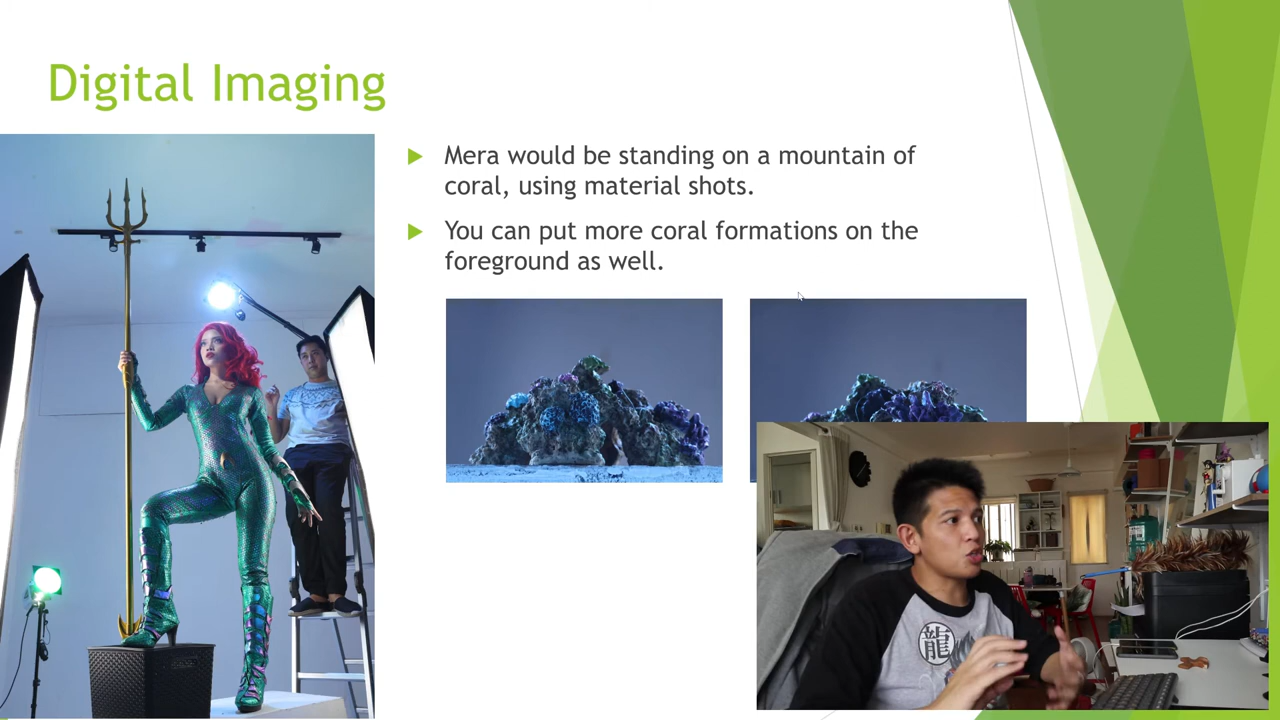 Digital Imaging
Mera would be standing on a mountain of
coral, using material shots.
You can put more coral formations on the
foreground as well.
龍